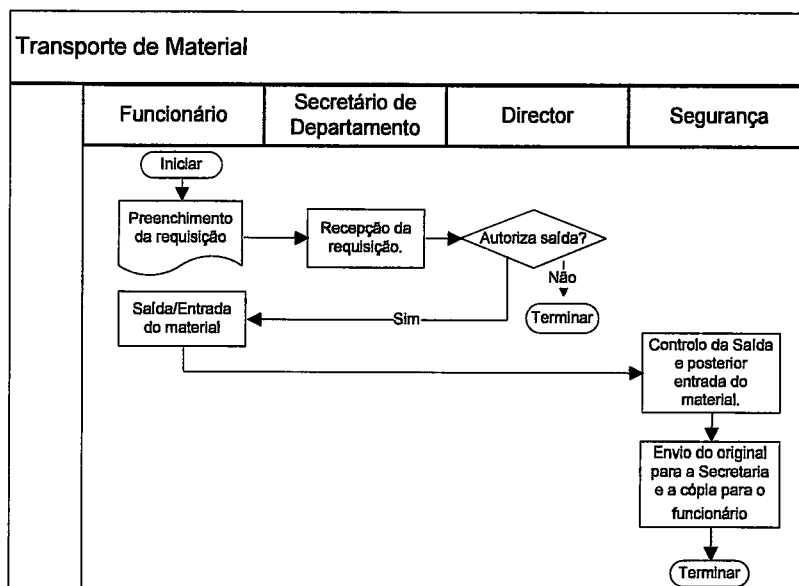 Transporte de Material
Funcionário
Secretário de
Departamento
Director
Segurança
Iniciar
Preenchimento
da requisição
Recepção da
requisição.
Autoriza saída?
Não
Terminar
Sim
Saída/Entrada
do material
Controlo da Saída
e posterior
entrada do
material.
Envio do original
para a Secretaria
e a cópia para o
funcionário
Terminar